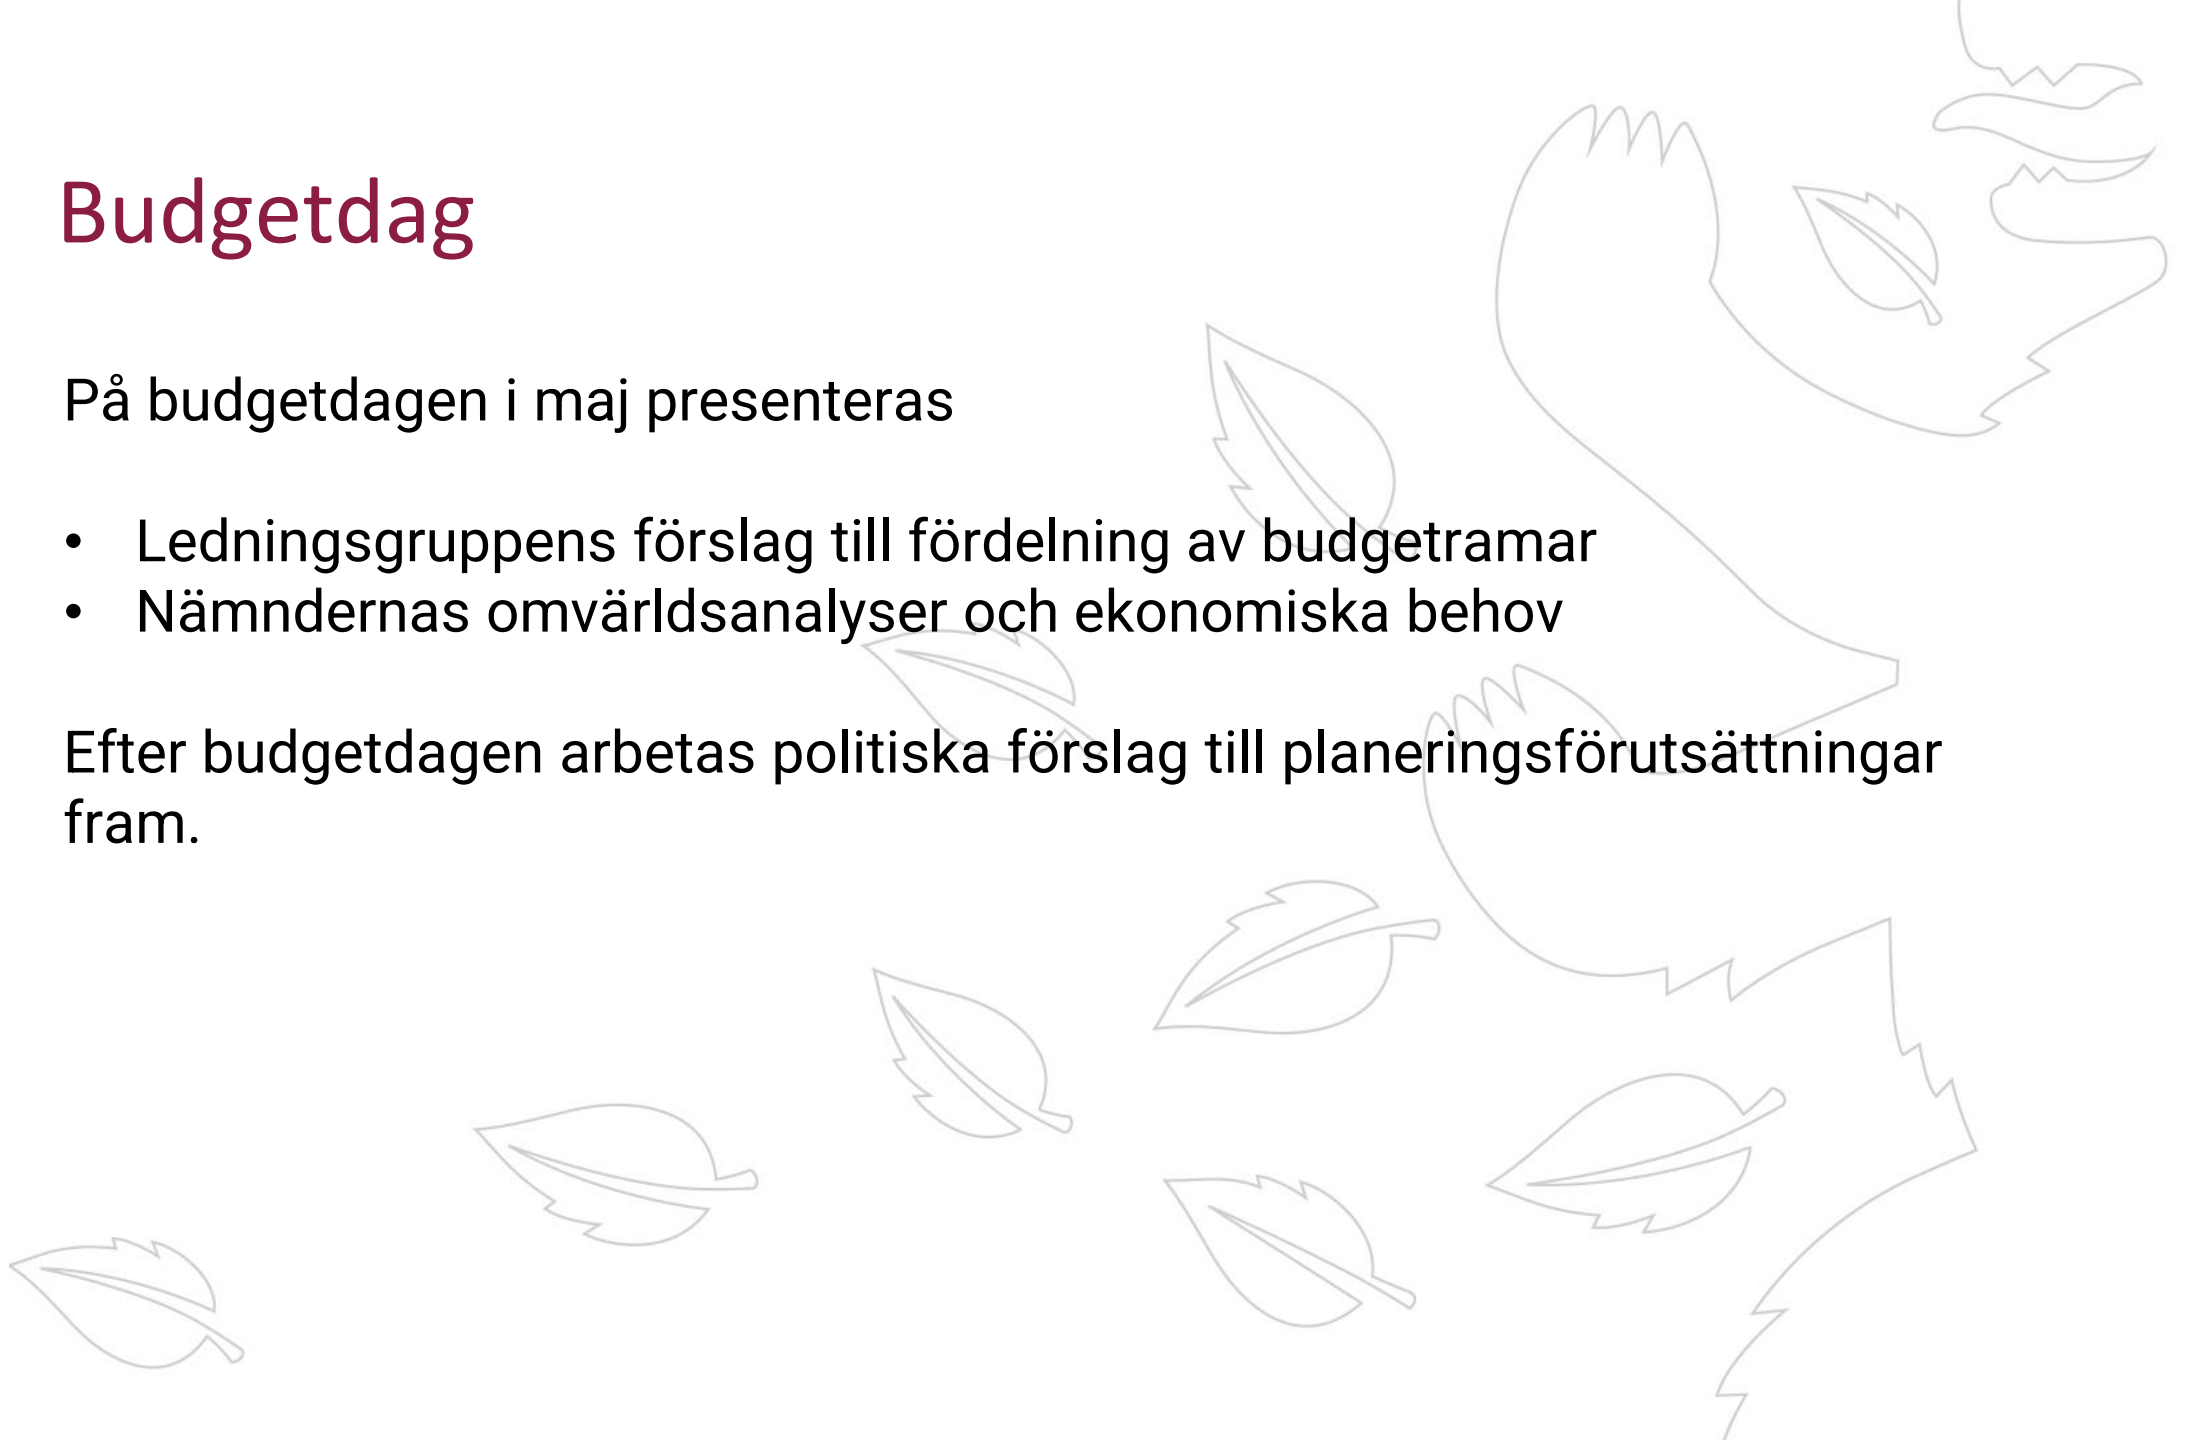 Budgetdag
På budgetdagen i maj presenteras
• Ledningsgruppens förslag till fördelning av budgetramar
• Nämndernas omvärldsanalyser och ekonomiska behov
Efter budgetdagen arbetas politiska förslag till planeringsförutsättningar
fram.